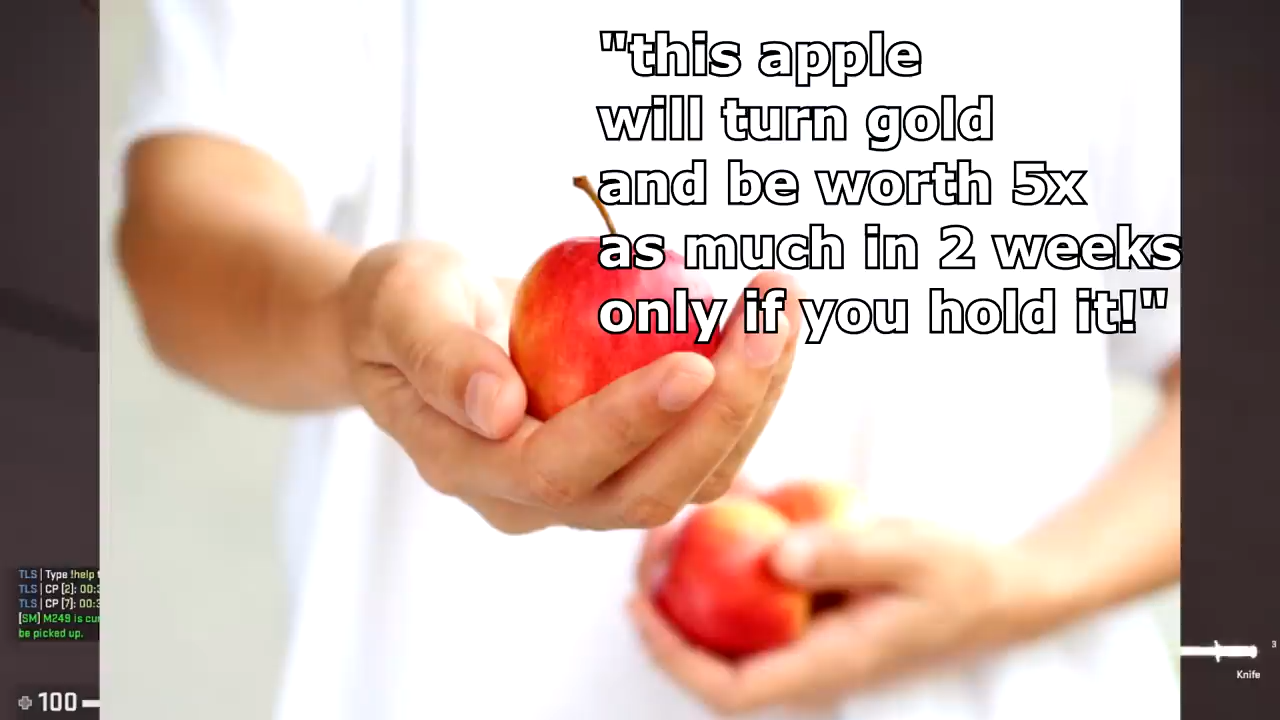 "this apple
will turn gold
and be worth 5x
as much in 2 weeks
only if you hold it!"
TLS | Type !help
TLS | CP [2]: 00:
TLS | CP [7]: 00:
[SM] M249 is
be picked up.
100
3
Knife